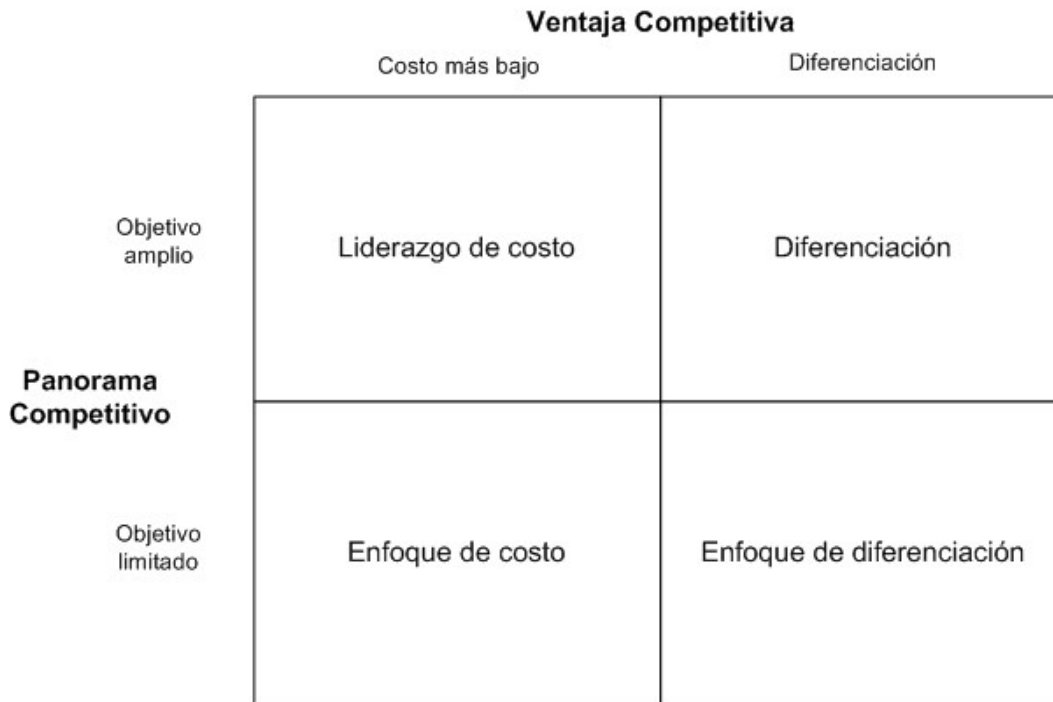 Ventaja Competitiva
Costo más bajo
Diferenciación
Objetivo
amplio
Liderazgo de costo
Diferenciación
Panorama
Competitivo
Objetivo
limitado
Enfoque de costo
Enfoque de diferenciación